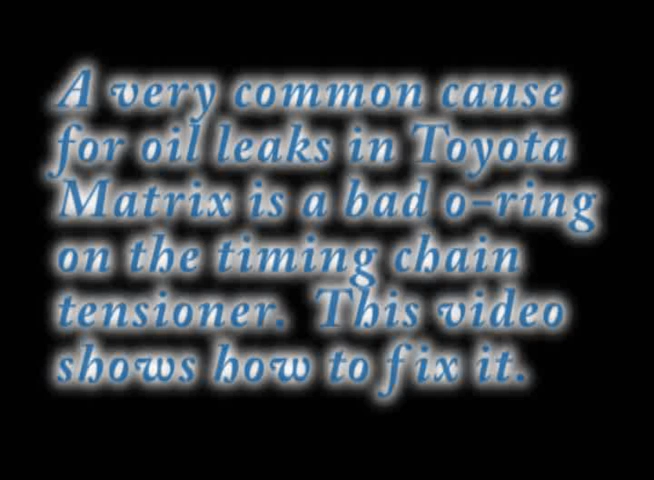 A very common cause
for oil leaks in Toyota
Matrix is a bad o-ring
on the timing chain
tensioner. This video
shows how to fix it.